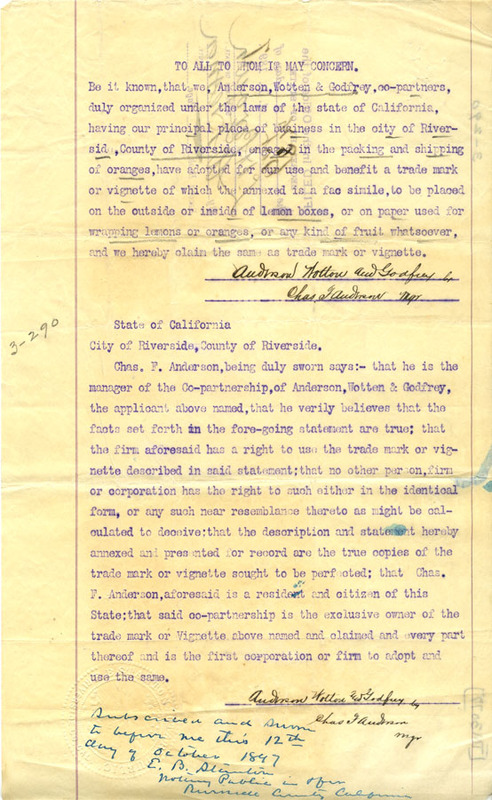 TO ALL TO WHOM IT MAY CONCERN.
Be it known,that we, Anderson,Wotten & Godfrey,co-partners,
duly organized under the laws of the state of California,
having our principal place of business in the city of River-
side,County of Riverside, engaged in the packing and shipping
of oranges,have adopted for our use and benefit a trade mark
or vignette of which the annexed is a fac simile,to be placed
on the outside or inside of lemon boxes, or on paper used for
wrapping lemons or oranges, or any kind of fruit whatsoever,
and we hereby claim the same as trade mark or vignette.
Anderson Wotton and Godfrey by
Chas F Anderson Mgr
3-290
State of California
City of Riverside,County of Riverside.
Chas. F. Anderson,being duly sworn says:- that he is the
manager of the Co-partnership,of Anderson,Wotten & Godfrey,
the applicant above named,that he verily believes that the
facts set forth in the fore-going statement are true; that
the firm aforesaid has a right to use the trade mark or vig-
nette described in said statement;that no other person,firm
or corporation has the right to such either in the identical
form, or any such near resemblance thereto as might be cal-
culated to deceive:that the description and statement hereby
annexed and presented for record are the true copies of the
trade mark or vignette sought to be perfected; that Chas.
F. Anderson,aforesaid is a resident and citizen of this
State:that said co-partnership is the exclusive owner of the
trade mark or Vignette above named and claimed and every part
thereof and is the first corporation or firm to adopt and
use the same.
Anderson Wotton & Godfrey by
Chas F Anderson
Mgr
Subscribed and sworn
to before me this 12th
day of October 1897
E. B. Stanton
Notary Public in & for
Riverside County California